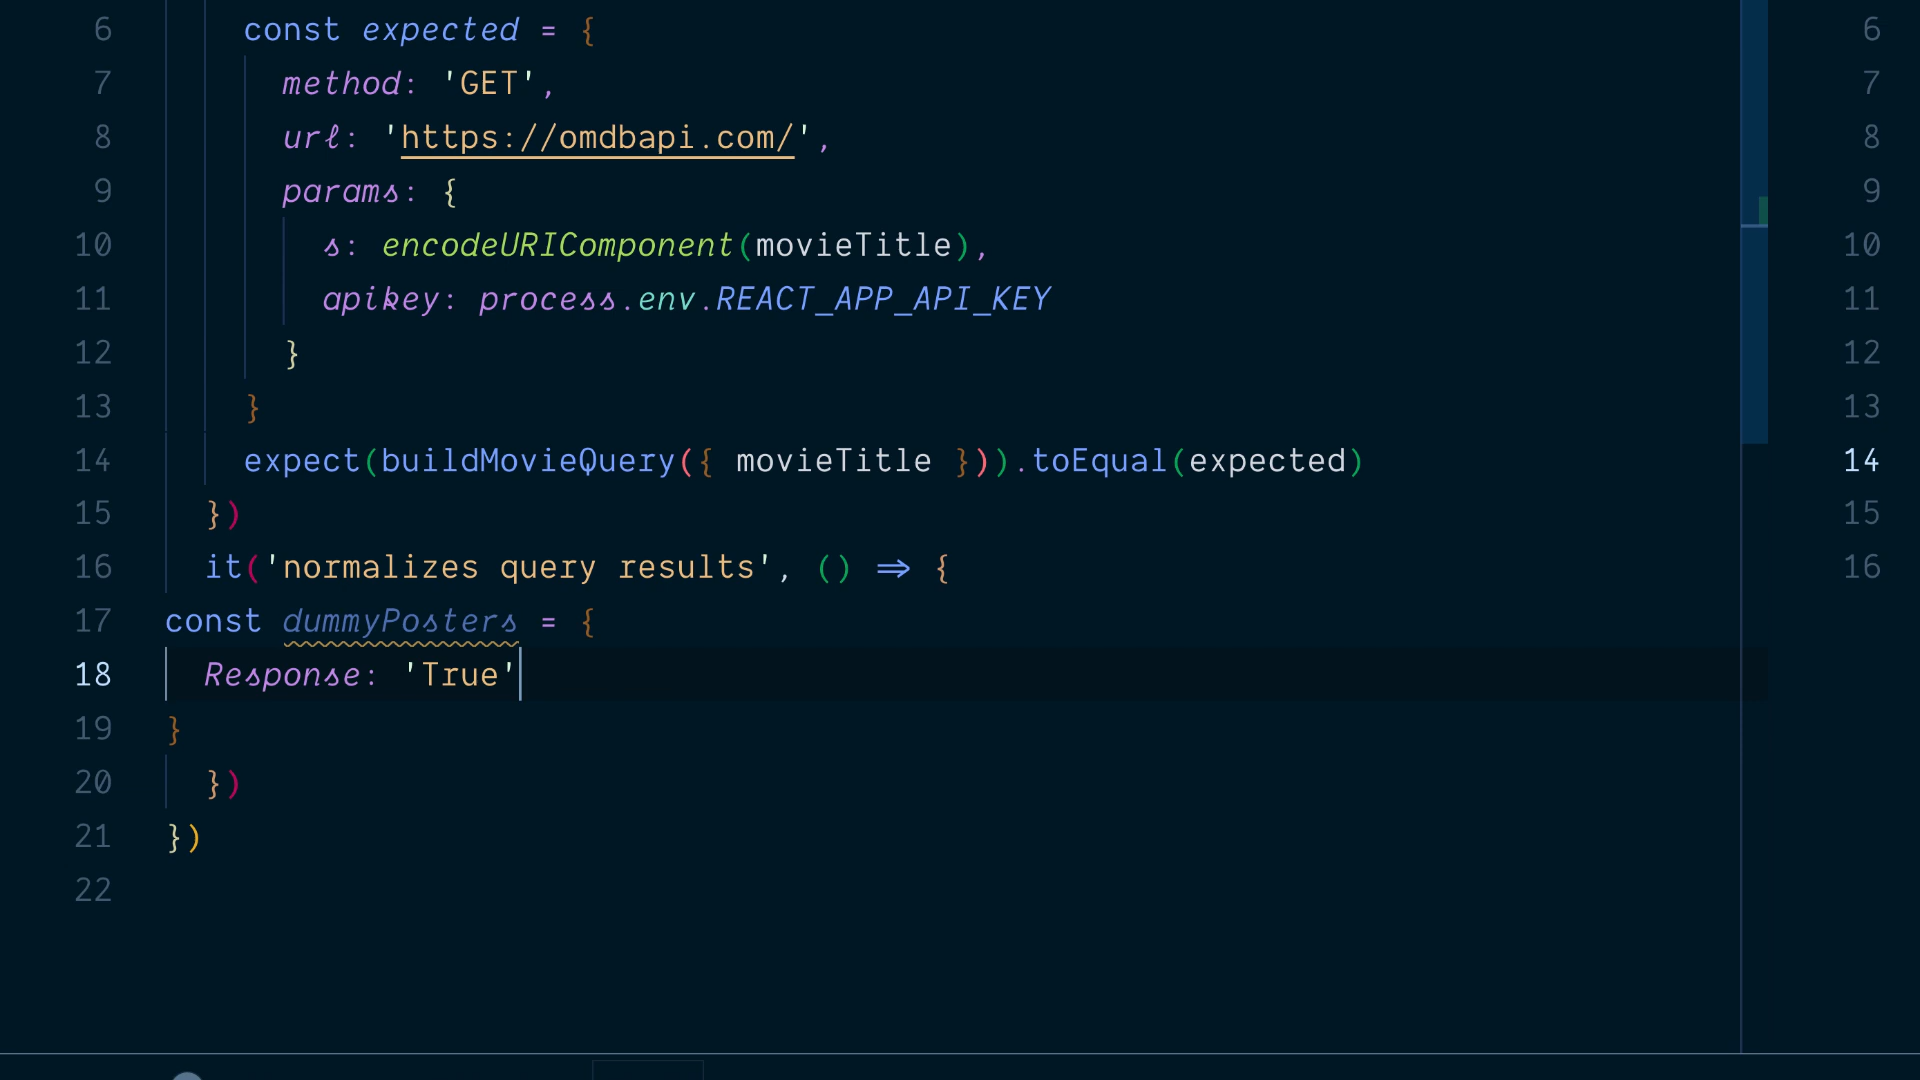 6 const expected = {
7 method: 'GET',
8 url: 'https://omdbapi.com/',
9 params: {
10 s: encodeURIComponent(movieTitle),
11 apikey: process.env.REACT_APP_API_KEY
12 }
13 }
14 expect(buildMovieQuery({ movieTitle })).toEqual(expected)
15 })
16 it('normalizes query results', () => {
17 const dummyPosters = {
18 Response: 'True'
19 }
20 })
21 })
22
6
7
8
9
10
11
12
13
14
15
16